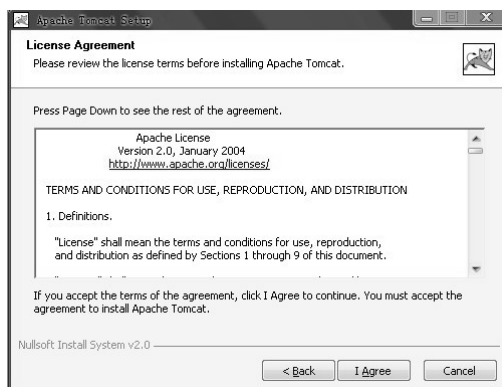 Apache Tomcat Setup
License Agreement
Please review the license terms before installing Apache Tomcat.
Press Page Down to see the rest of the agreement.
Apache License
Version 2.0, January 2004
http://www.apache.org/licenses/
TERMS AND CONDITIONS FOR USE, REPRODUCTION, AND DISTRIBUTION
1. Definitions.
"License" shall mean the terms and conditions for use, reproduction,
and distribution as defined by Sections 1 through 9 of this document.
If you accept the terms of the agreement, click I Agree to continue. You must accept the
agreement to install Apache Tomcat.
Nullsoft Install System v2.0
< Back
I Agree
Cancel